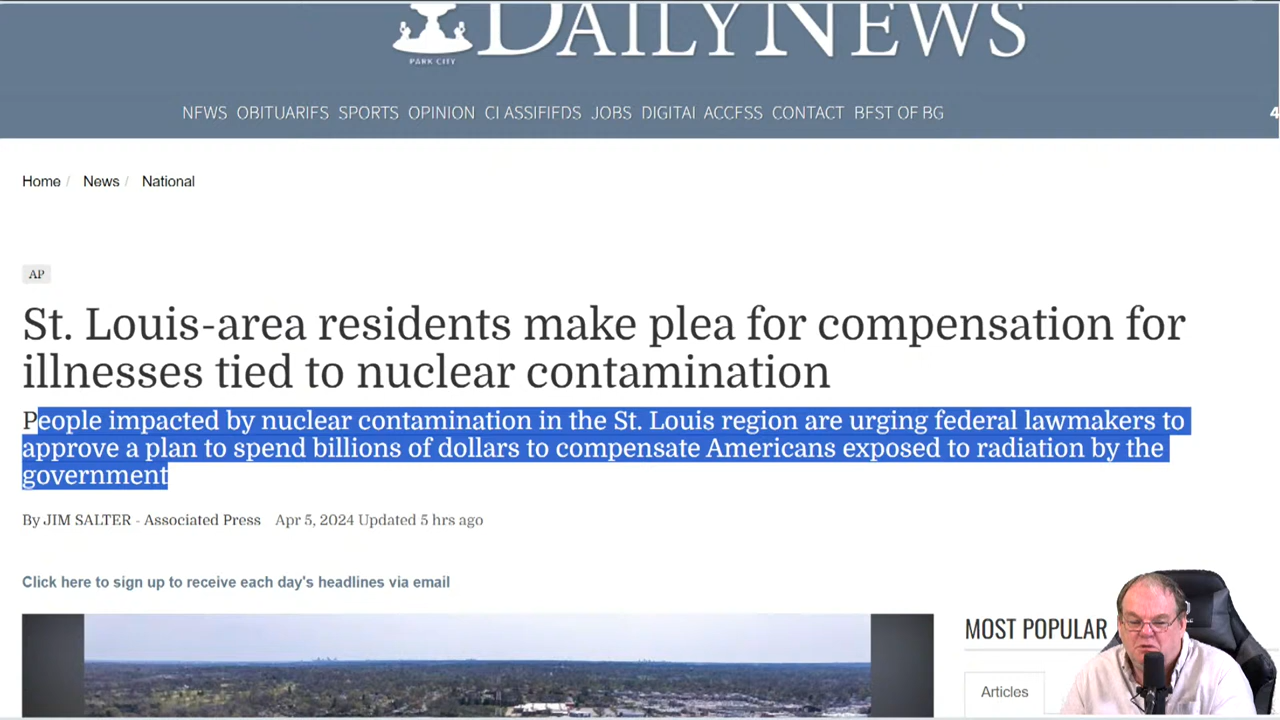 DAILY NEWS
PARK CITY
NEWS OBITUARIES SPORTS OPINION CLASSIFIEDS JOBS DIGITAL ACCESS CONTACT BEST OF BG
4
Home / News / National
AP
St. Louis-area residents make plea for compensation for
illnesses tied to nuclear contamination
People impacted by nuclear contamination in the St. Louis region are urging federal lawmakers to
approve a plan to spend billions of dollars to compensate Americans exposed to radiation by the
government
By JIM SALTER - Associated Press Apr 5, 2024 Updated 5 hrs ago
Click here to sign up to receive each day's headlines via email
MOST POPULAR
Articles